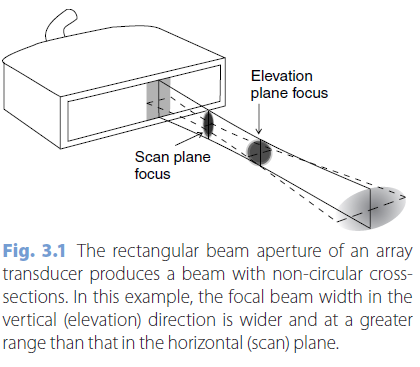 Elevation
plane focus
Scan plane
focus
Fig. 3.1 The rectangular beam aperture of an array
transducer produces a beam with non-circular cross-
sections. In this example, the focal beam width in the
vertical (elevation) direction is wider and at a greater
range than that in the horizontal (scan) plane.